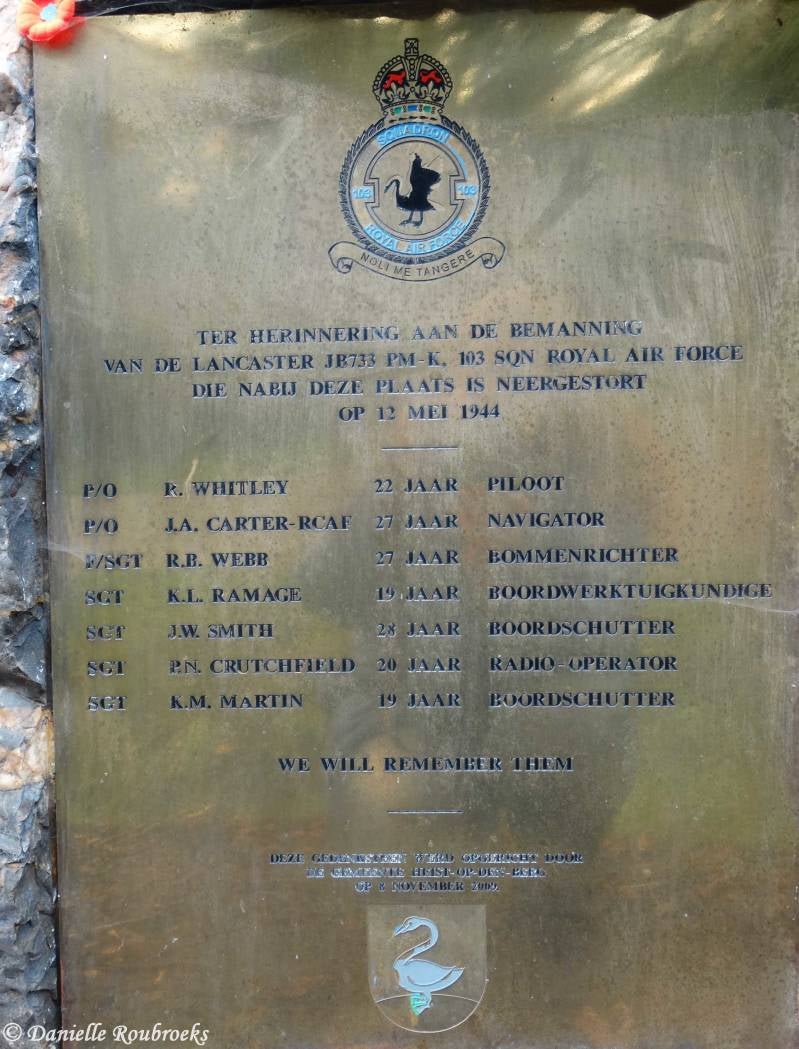 SQUADRON
103 103
ROYAL AIR FORCE
NOLI ME TANGERE
TER HERINNERING AAN DE BEMANNING
VAN DE LANCASTER JB733 PM-K, 103 SQN ROYAL AIR FORCE
DIE NABIJ DEZE PLAATS IS NEERGESTORT
OP 12 MEI 1944
P/O R. WHITLEY 22 JAAR PILOOT
P/O J.A. CARTER-RCAF 27 JAAR NAVIGATOR
F/SGT R.B. WEBB 27 JAAR BOMMENRICHTER
SGT K.L. RAMAGE 19 JAAR BOORDWERKTUIGKUNDIGE
SGT J.W. SMITH 28 JAAR BOORDSCHUTTER
SGT P.N. CRUTCHFIELD 20 JAAR RADIO-OPERATOR
SGT K.M. MARTIN 19 JAAR BOORDSCHUTTER
WE WILL REMEMBER THEM
DEZE GEDENKSTEEN WERD OPGERICHT DOOR
DE GEMEENTE HEIST-OP-DEN-BERG
OP 8 NOVEMBER 2009.
© Danielle Roubroeks